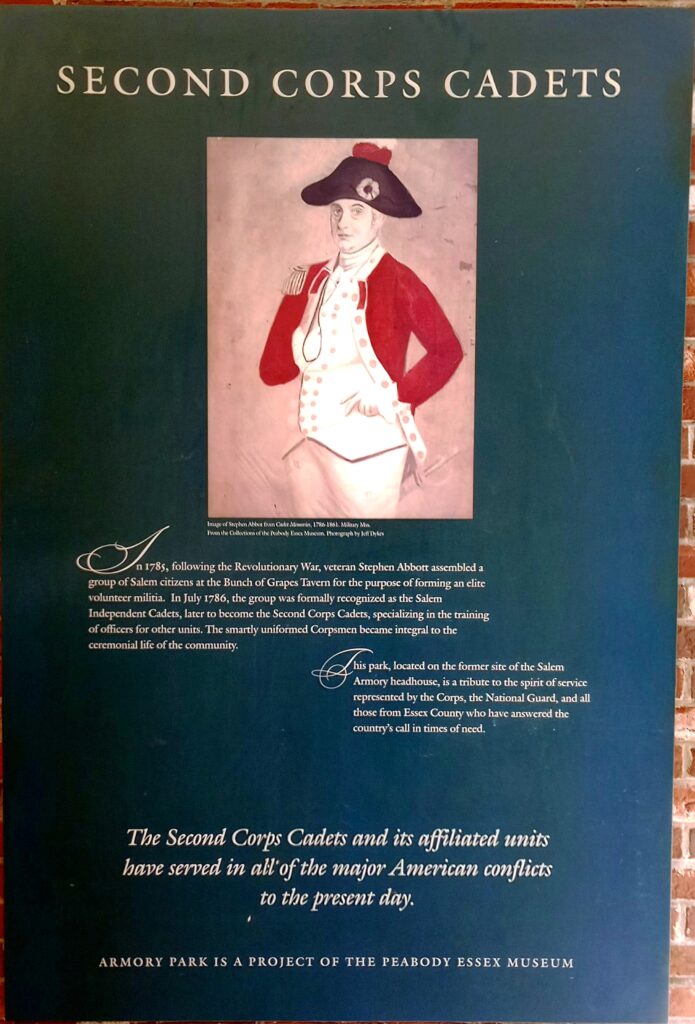 SECOND CORPS CADETS
Image of Stephen Abbot from Cadet Memoirs, 1786-1861. Military Mss.
From the Collections of the Peabody Essex Museum. Photograph by Jeff Dykes
In 1785, following the Revolutionary War, veteran Stephen Abbott assembled a
group of Salem citizens at the Bunch of Grapes Tavern for the purpose of forming an elite
volunteer militia. In July 1786, the group was formally recognized as the Salem
Independent Cadets, later to become the Second Corps Cadets, specializing in the training
of officers for other units. The smartly uniformed Corpsmen became integral to the
ceremonial life of the community.
This park, located on the former site of the Salem
Armory headhouse, is a tribute to the spirit of service
represented by the Corps, the National Guard, and all
those from Essex County who have answered the
country's call in times of need.
The Second Corps Cadets and its affiliated units
have served in all of the major American conflicts
to the present day.
ARMORY PARK IS A PROJECT OF THE PEABODY ESSEX MUSEUM